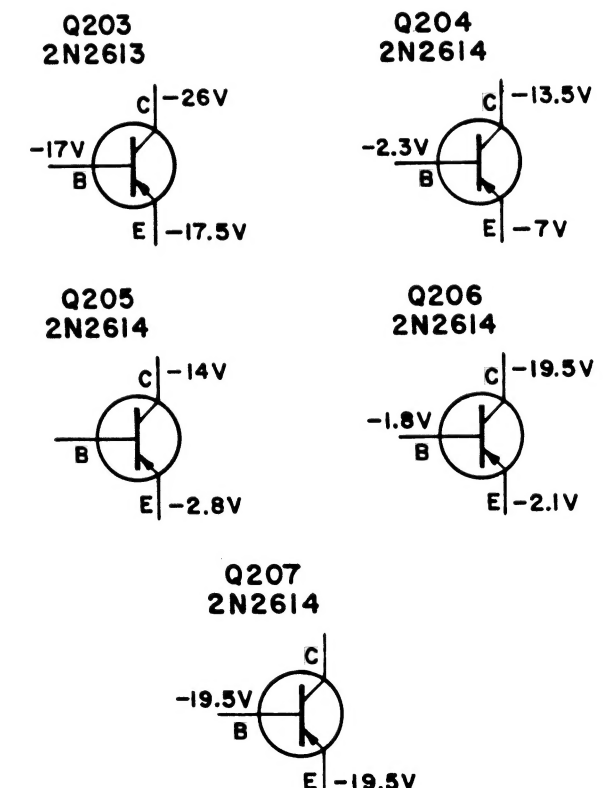 Q203
2N2613
C -26V
-17V
B
E -17.5V
Q204
2N2614
C -13.5V
-2.3V
B
E -7V
Q205
2N2614
C -14V
B
E -2.8V
Q206
2N2614
C -19.5V
-1.8V
B
E -2.1V
Q207
2N2614
C
-19.5V
B
E -19.5V